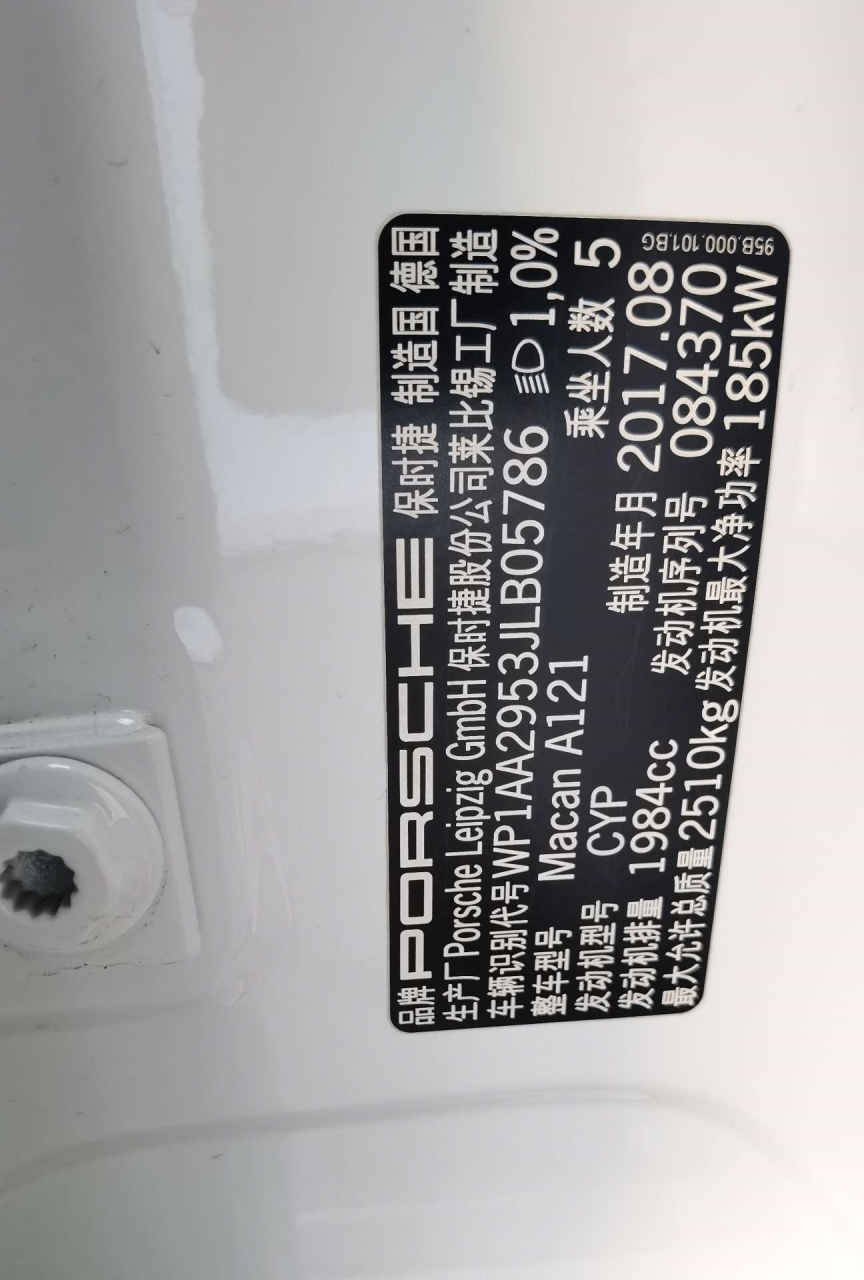 品牌 PORSCHE 保时捷 制造国 德国
生产厂 Porsche Leipzig GmbH 保时捷股份公司莱比锡工厂制造
车辆识别代号 WP1AA2953JLB05786 1,0%
整车型号 Macan A121 乘坐人数 5
发动机型号 CYP 制造年月 2017.08
发动机排量 1984cc 发动机序列号 084370
最大允许总质量 2510kg 发动机最大净功率 185kW
95B.000.101.BG